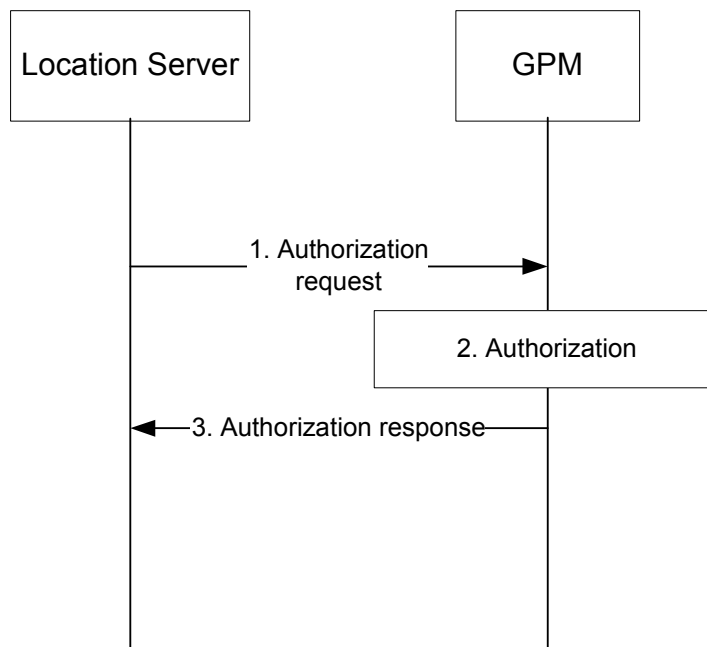 Location Server
GPM
1. Authorization
request
2. Authorization
3. Authorization response